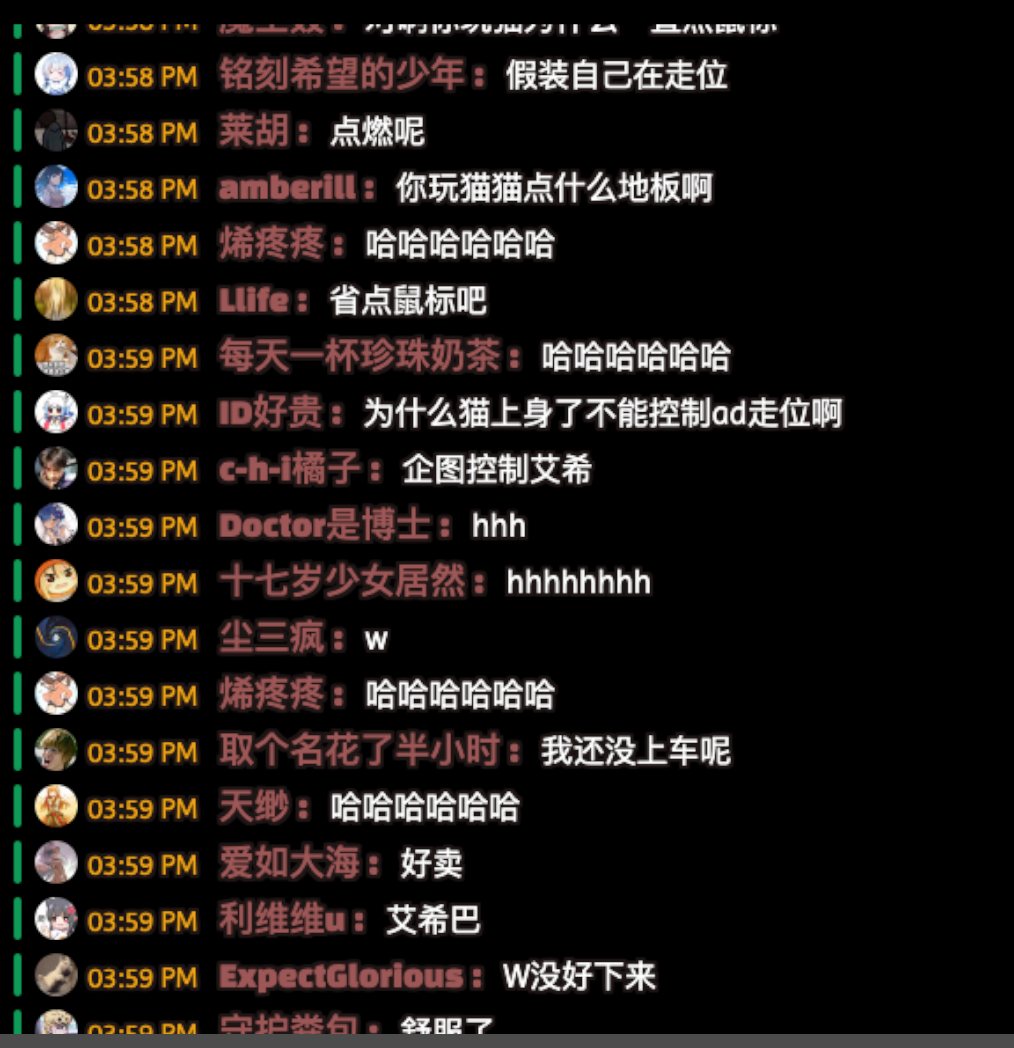 铭刻希望的少年：假装自己在走位
03:58 PM 莱胡：点燃呢
03:58 PM amberill：你玩猫猫点什么地板啊
03:58 PM 烯疼疼：哈哈哈哈哈哈
03:58 PM Llife：省点鼠标吧
03:59 PM 每天一杯珍珠奶茶：哈哈哈哈哈哈
03:59 PM ID好贵：为什么猫上身了不能控制ad走位啊
03:59 PM c-h-i橘子：企图控制艾希
03:59 PM Doctor是博士：hhh
03:59 PM 十七岁少女居然：hhhhhhhh
03:59 PM 尘三疯：w
03:59 PM 烯疼疼：哈哈哈哈哈哈
03:59 PM 取个名花了半小时：我还没上车呢
03:59 PM 天缈：哈哈哈哈哈哈
03:59 PM 爱如大海：好卖
03:59 PM 利维维u：艾希巴
03:59 PM ExpectGlorious：W没好下来
03:59 PM 守护粪包：舒服了